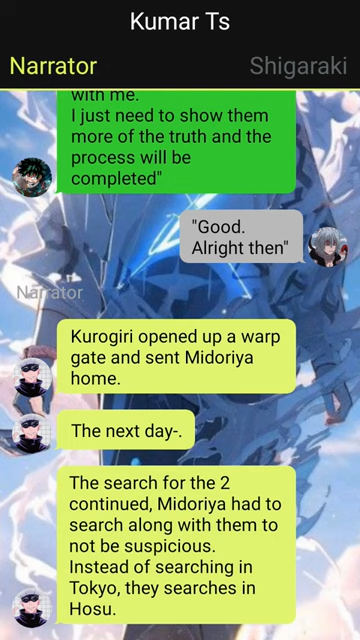 Kumar Ts
Narrator
Shigaraki
with me.
I just need to show them
more of the truth and the
process will be
completed"
"Good.
Alright then"
Narrator
Kurogiri opened up a warp
gate and sent Midoriya
home.
The next day-.
The search for the 2
continued, Midoriya had to
search along with them to
not be suspicious.
Instead of searching in
Tokyo, they searches in
Hosu.